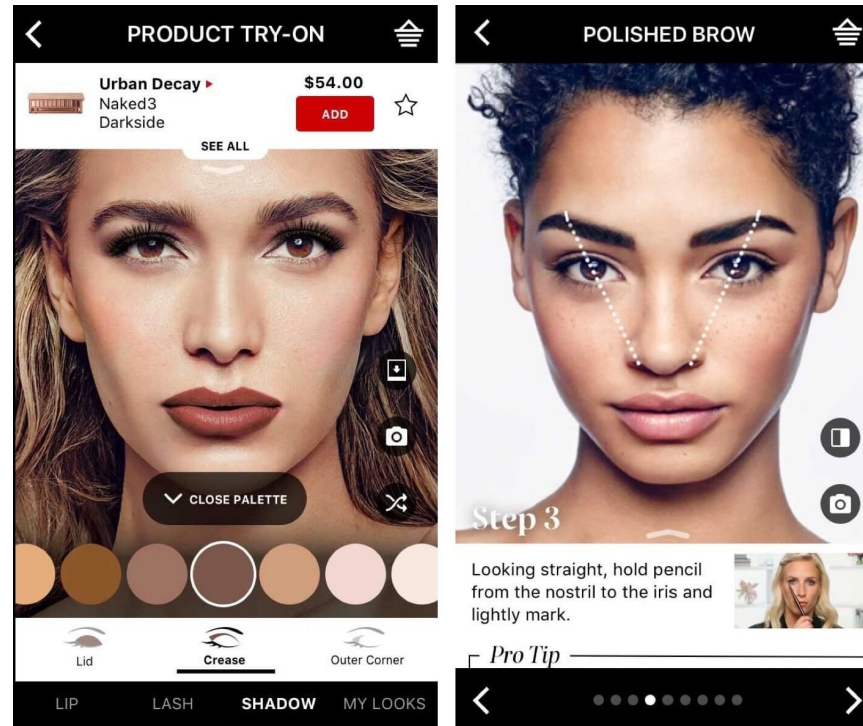 PRODUCT TRY-ON
Urban Decay
$54.00
Naked3
Darkside
ADD
SEE ALL
CLOSE PALETTE
Lid
Crease
Outer Corner
LIP
LASH
SHADOW
MY LOOKS
POLISHED BROW
Step 3
Looking straight, hold pencil
from the nostril to the iris and
lightly mark.
Pro Tip